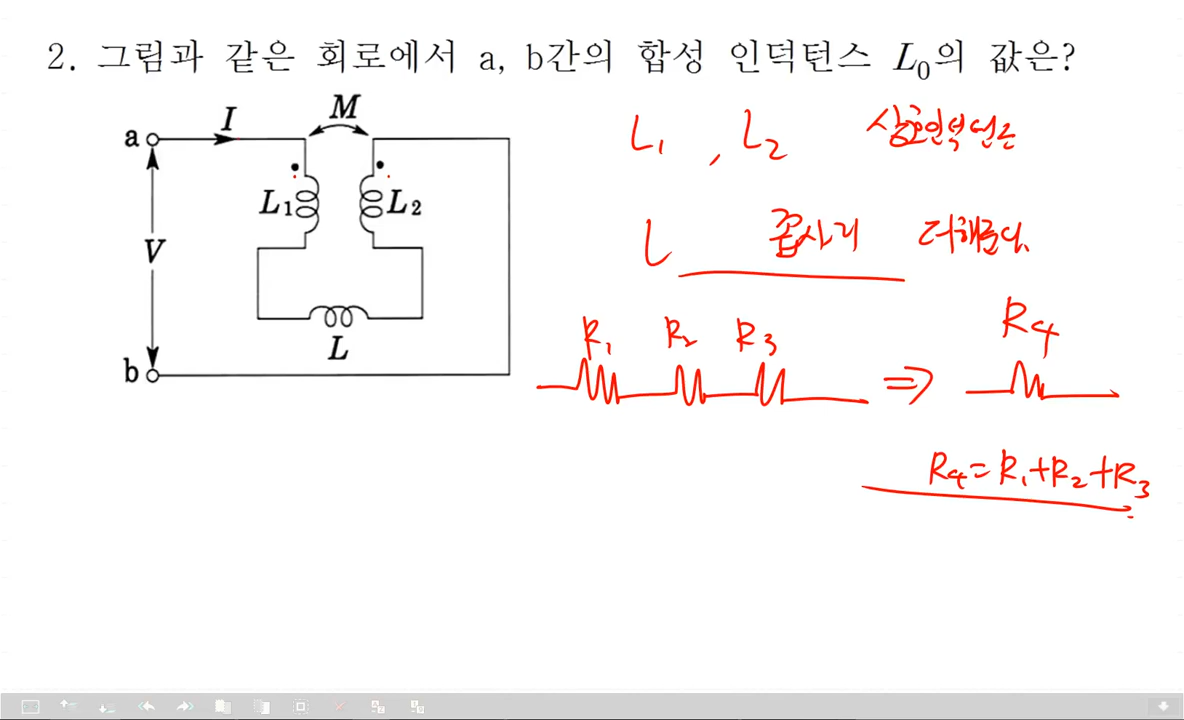 2. 그림과 같은 회로에서 a, b간의 합성 인덕턴스 L₀의 값은?
a I M
L₁ L₂
V
L
b
L₁ , L₂ 상호인덕턴스
L 곱사리 더해준다.
R₁ R₂ R₃ ⇒ R₄
R₄=R₁+R₂+R₃